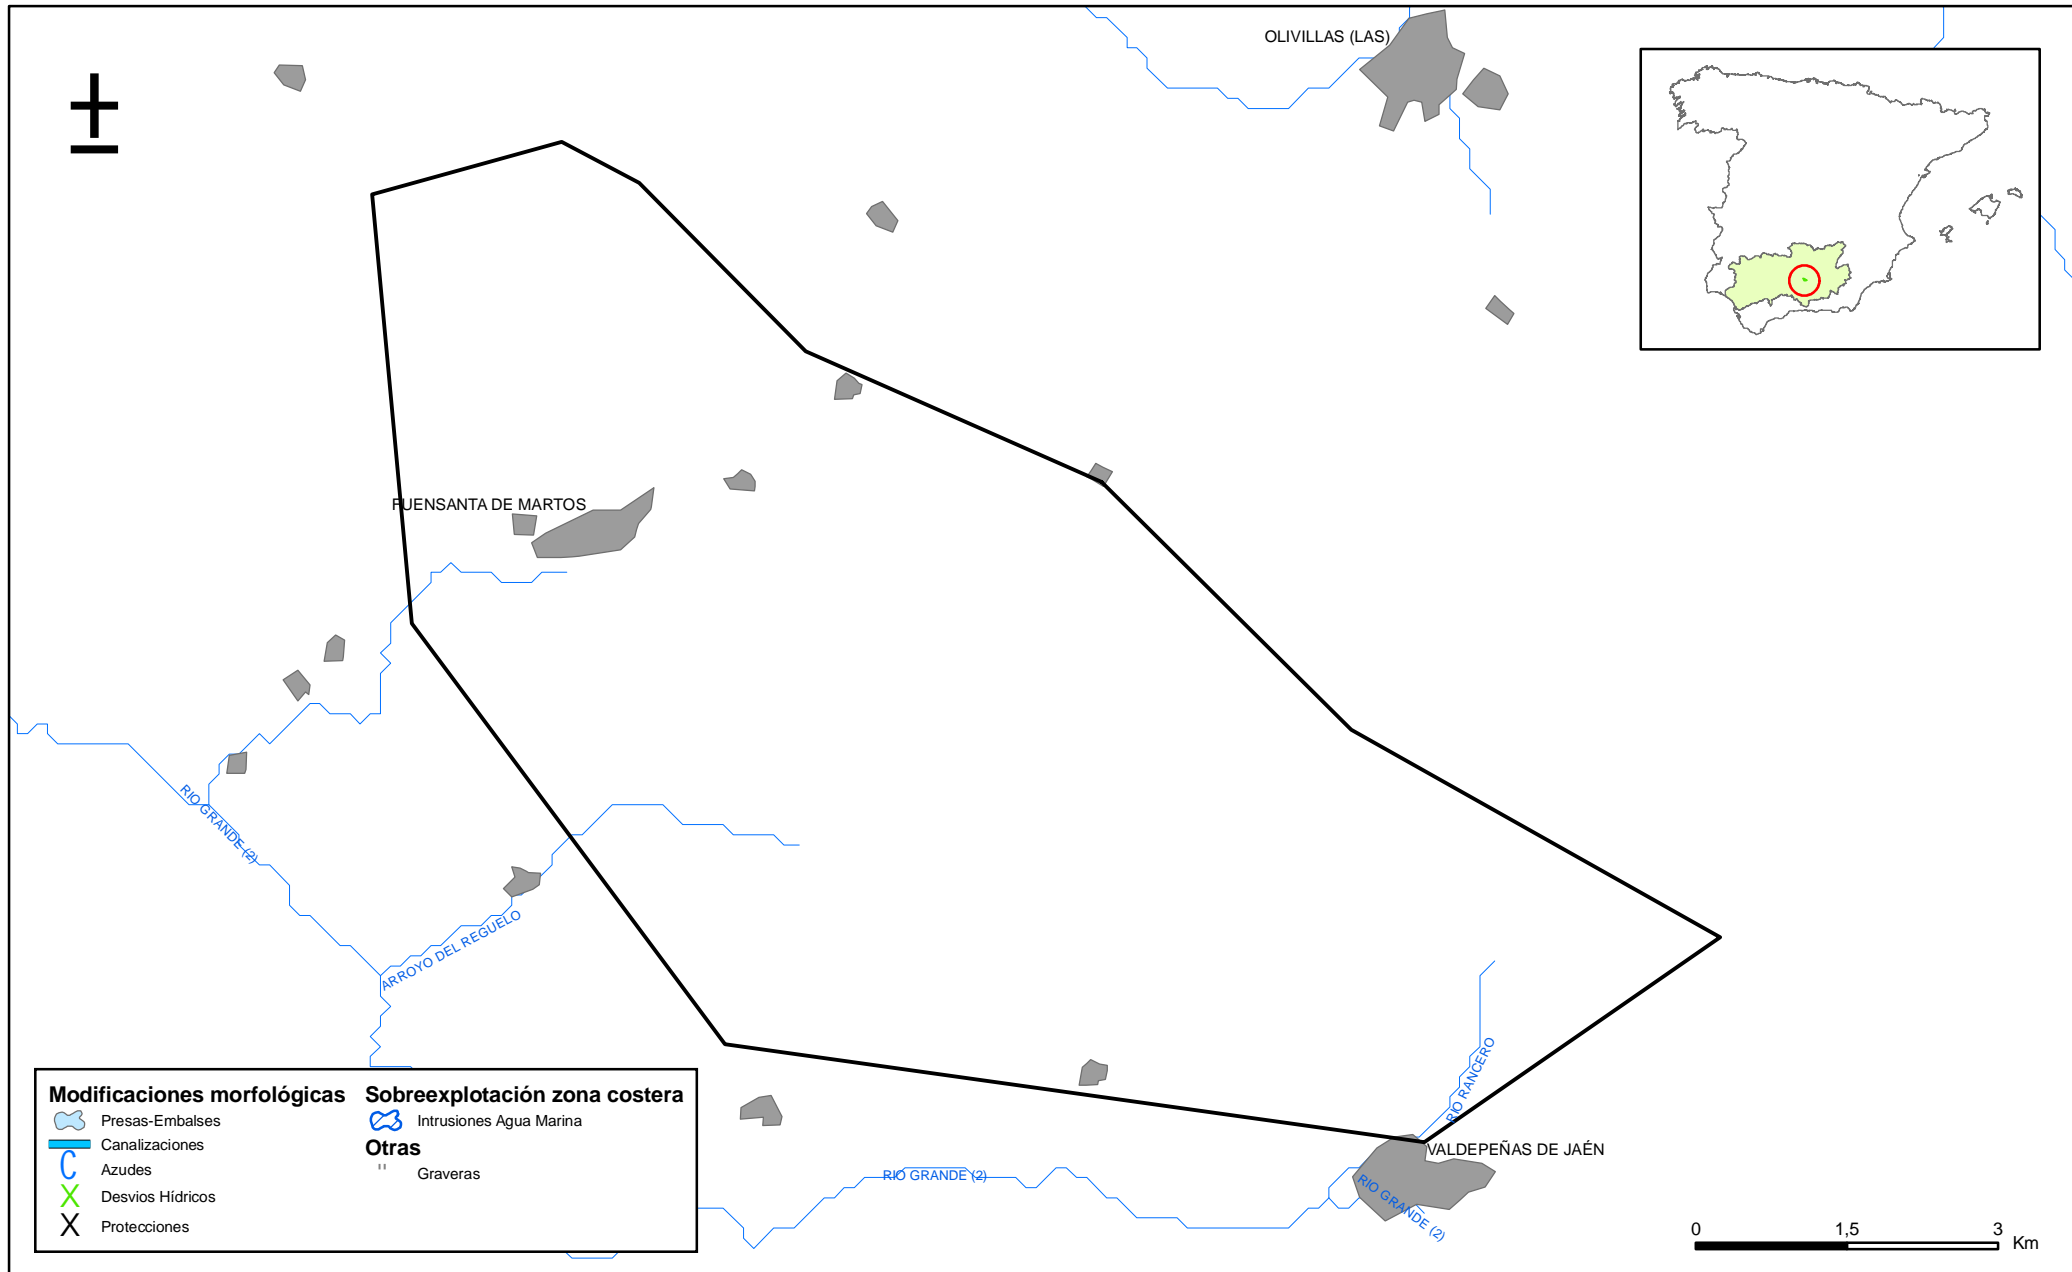 OLIVILLAS (LAS)
FUENSANTA DE MARTOS
RIO GRANDE (2)
ARROYO DEL REGUELO
RIO RANCERO
VALDEPEÑAS DE JAÉN
RIO GRANDE (2)
RIO GRANDE (2)
Modificaciones morfológicas
Presas-Embalses
Canalizaciones
C Azudes
X Desvios Hídricos
X Protecciones
Sobreexplotación zona costera
Intrusiones Agua Marina
Otras
" Graveras
0 1,5 3
Km